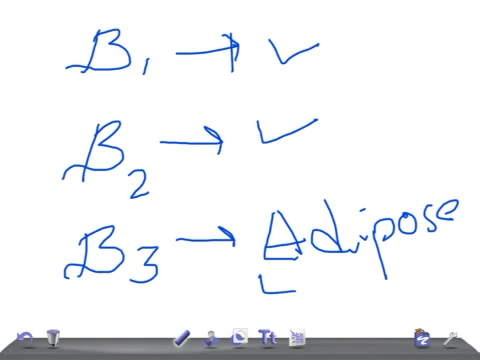 B1 → ✓
B2 → ✓
B3 → Adipose